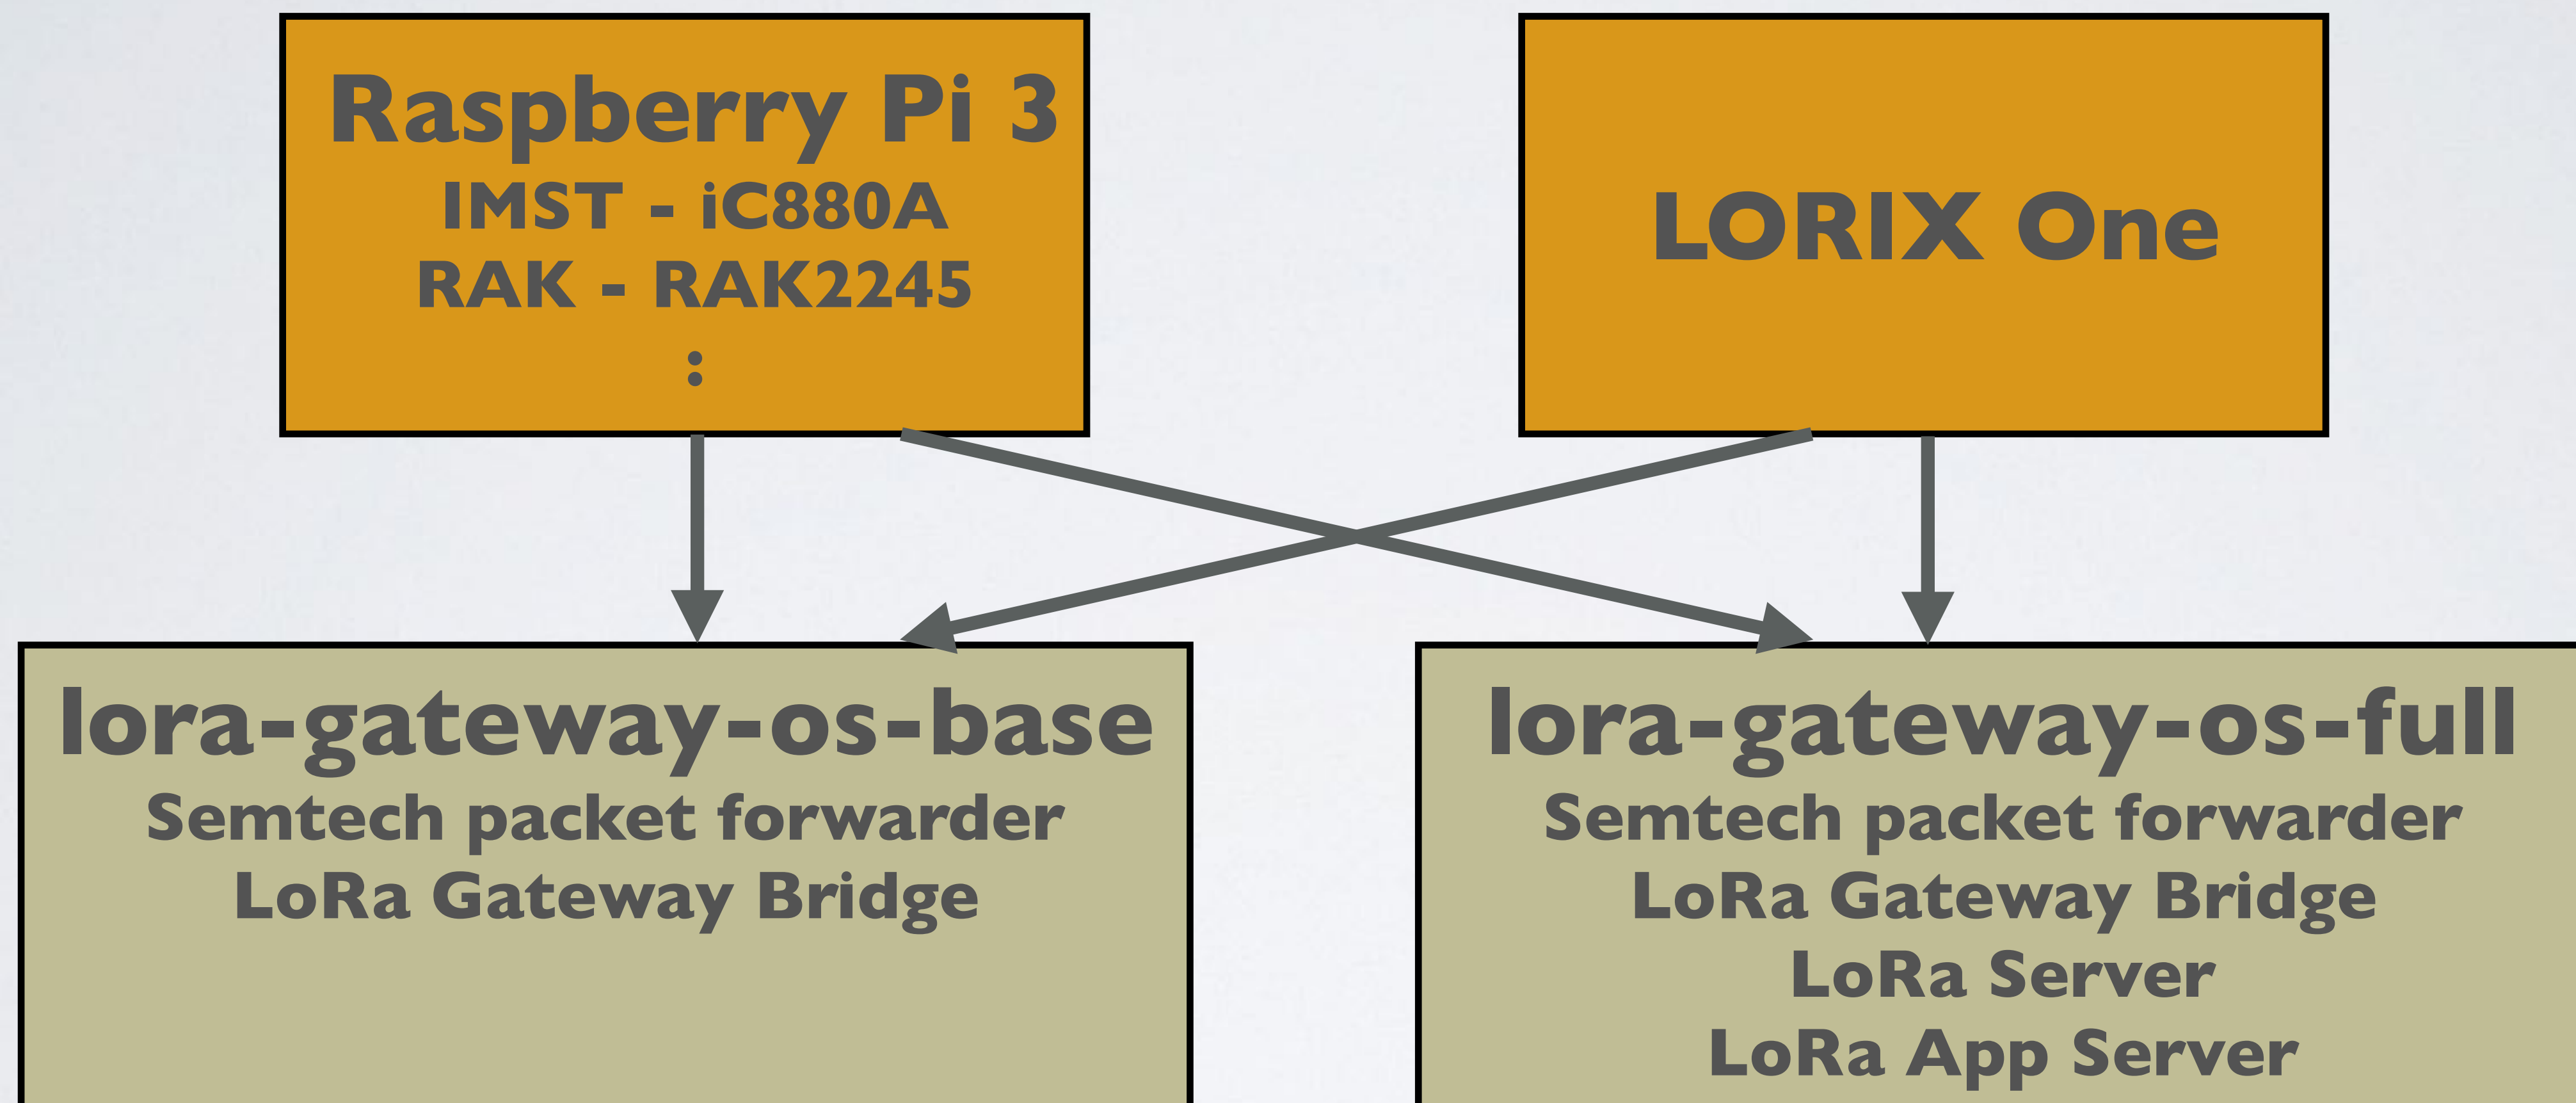 Raspberry Pi 3
IMST - iC880A
RAK - RAK2245
:
LORIX One
lora-gateway-os-base
Semtech packet forwarder
LoRa Gateway Bridge
lora-gateway-os-full
Semtech packet forwarder
LoRa Gateway Bridge
LoRa Server
LoRa App Server